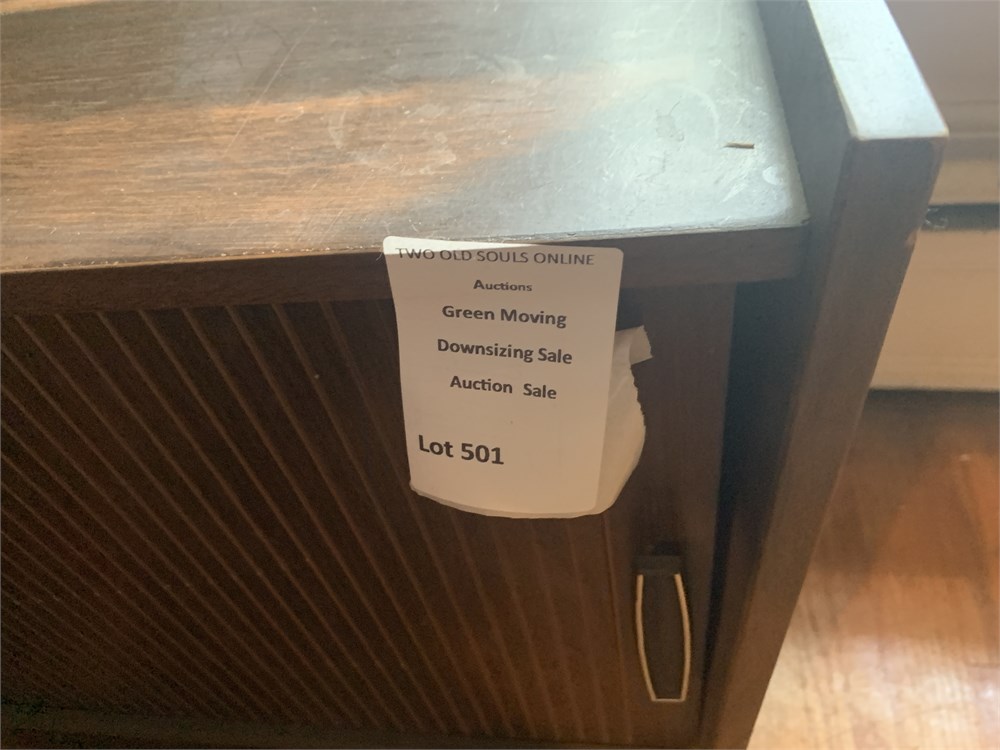 TWO OLD SOULS ONLINE
Auctions
Green Moving
Downsizing Sale
Auction Sale
Lot 501